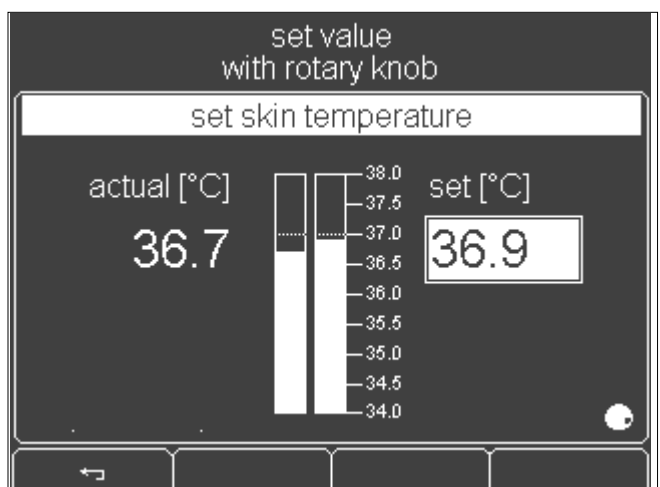 set value
with rotary knob
set skin temperature
actual [°C]
36.7
38.0
37.5
37.0
36.5
36.0
35.5
35.0
34.5
34.0
set [°C]
36.9